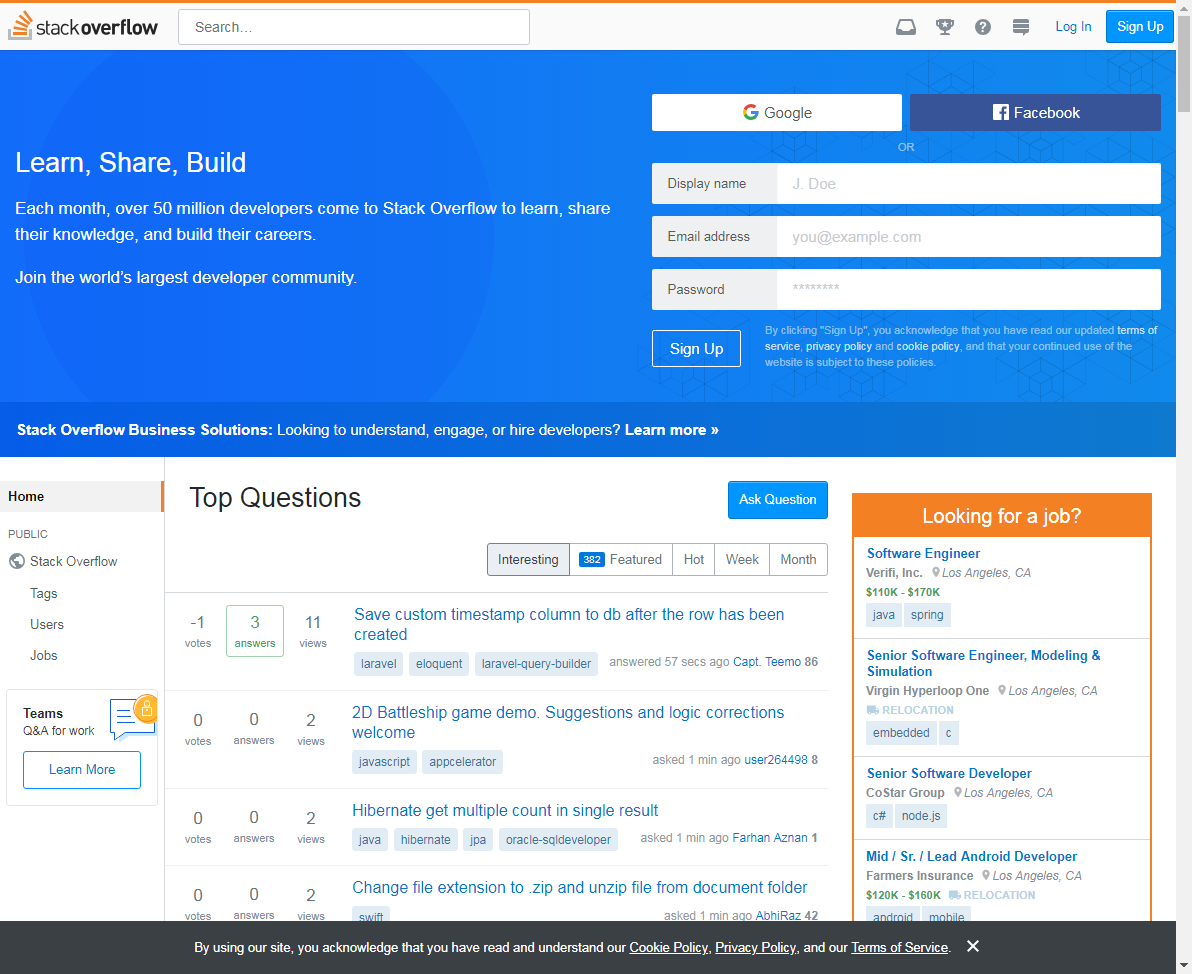 stackoverflow
Search…
Log In
Sign Up
Google
Facebook
OR
Learn, Share, Build
Each month, over 50 million developers come to Stack Overflow to learn, share
their knowledge, and build their careers.
Join the world’s largest developer community.
Display name
J. Doe
Email address
you@example.com
Password
********
Sign Up
By clicking "Sign Up", you acknowledge that you have read our updated terms of
service, privacy policy and cookie policy, and that your continued use of the
website is subject to these policies.
Stack Overflow Business Solutions: Looking to understand, engage, or hire developers? Learn more »
Home
PUBLIC
Stack Overflow
Tags
Users
Jobs
Teams
Q&A for work
Learn More
Top Questions
Ask Question
Interesting
382 Featured
Hot
Week
Month
-1 3 11
votes answers views
Save custom timestamp column to db after the row has been
created
laravel eloquent laravel-query-builder
answered 57 secs ago Capt. Teemo 86
0 0 2
votes answers views
2D Battleship game demo. Suggestions and logic corrections
welcome
javascript appcelerator
asked 1 min ago user264498 8
0 0 2
votes answers views
Hibernate get multiple count in single result
java hibernate jpa oracle-sqldeveloper
asked 1 min ago Farhan Aznan 1
0 0 2
votes answers views
Change file extension to .zip and unzip file from document folder
swift
asked 1 min ago AbhiRaz 42
Looking for a job?
Software Engineer
Verifi, Inc. Los Angeles, CA
$110K - $170K
java spring
Senior Software Engineer, Modeling &
Simulation
Virgin Hyperloop One Los Angeles, CA
RELOCATION
embedded c
Senior Software Developer
CoStar Group Los Angeles, CA
c# node.js
Mid / Sr. / Lead Android Developer
Farmers Insurance Los Angeles, CA
$120K - $160K RELOCATION
android mobile
By using our site, you acknowledge that you have read and understand our Cookie Policy, Privacy Policy, and our Terms of Service.